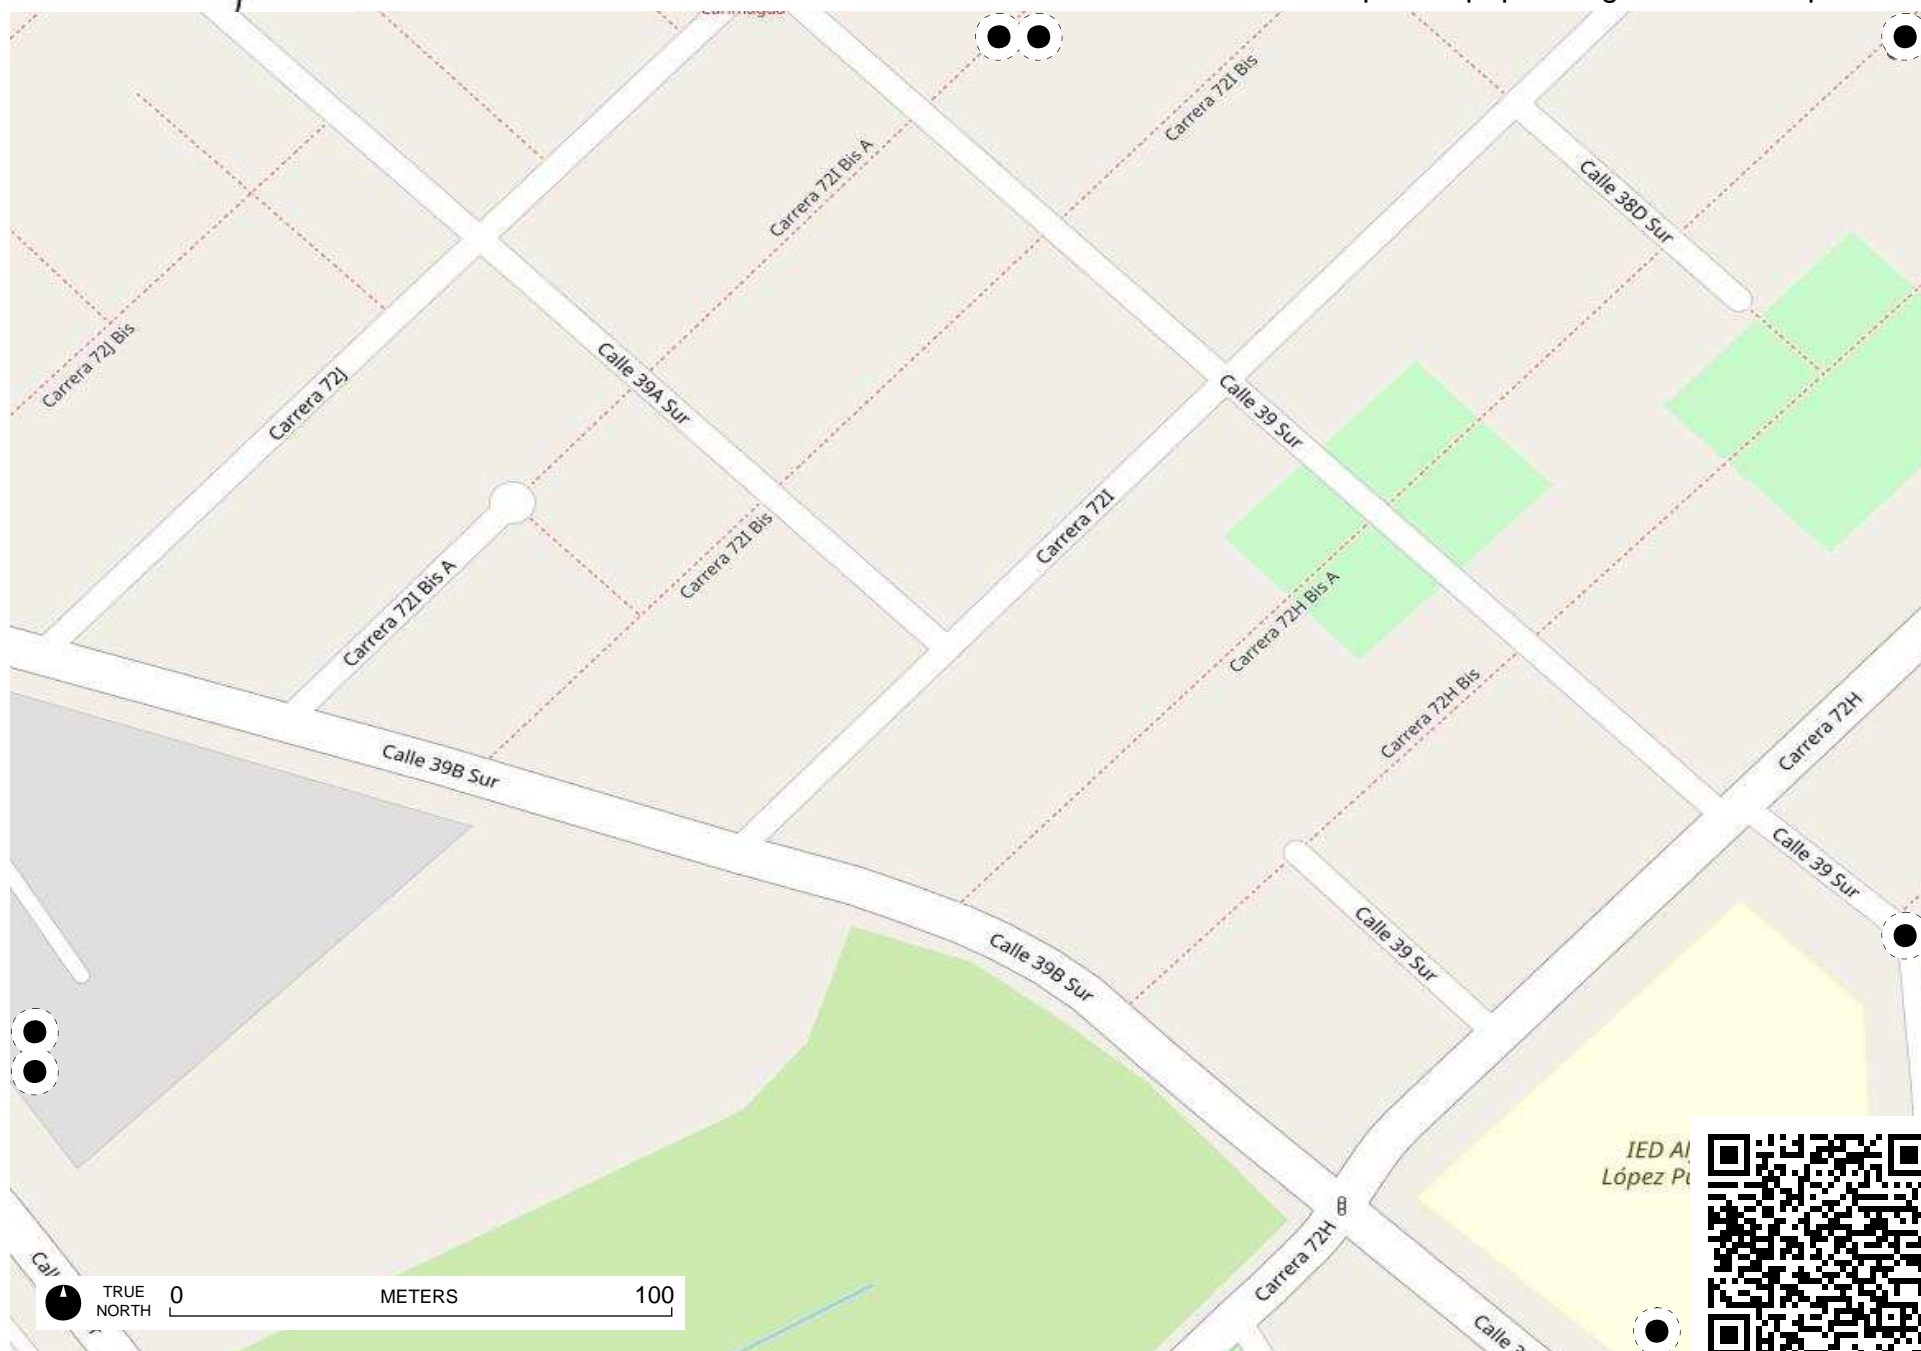 Carrera 72I Bis
Carrera 72I Bis A
Calle 38D Sur
Carrera 72J Bis
Carrera 72J
Calle 39A Sur
Calle 39 Sur
Carrera 72I
Carrera 72I Bis
Carrera 72I Bis A
Carrera 72H Bis A
Carrera 72H Bis
Carrera 72H
Calle 39B Sur
Calle 39 Sur
Calle 39 Sur
Calle 39B Sur
IED
López
Carrera 72H
TRUE
NORTH
0
METERS
100